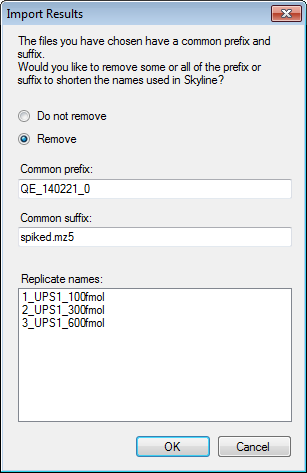 Import Results
The files you have chosen have a common prefix and
suffix.
Would you like to remove some or all of the prefix or
suffix to shorten the names used in Skyline?
Do not remove
Remove
Common prefix:
QE_140221_0
Common suffix:
spiked.mz5
Replicate names:
1_UPS1_100fmol
2_UPS1_300fmol
3_UPS1_600fmol
OK
Cancel